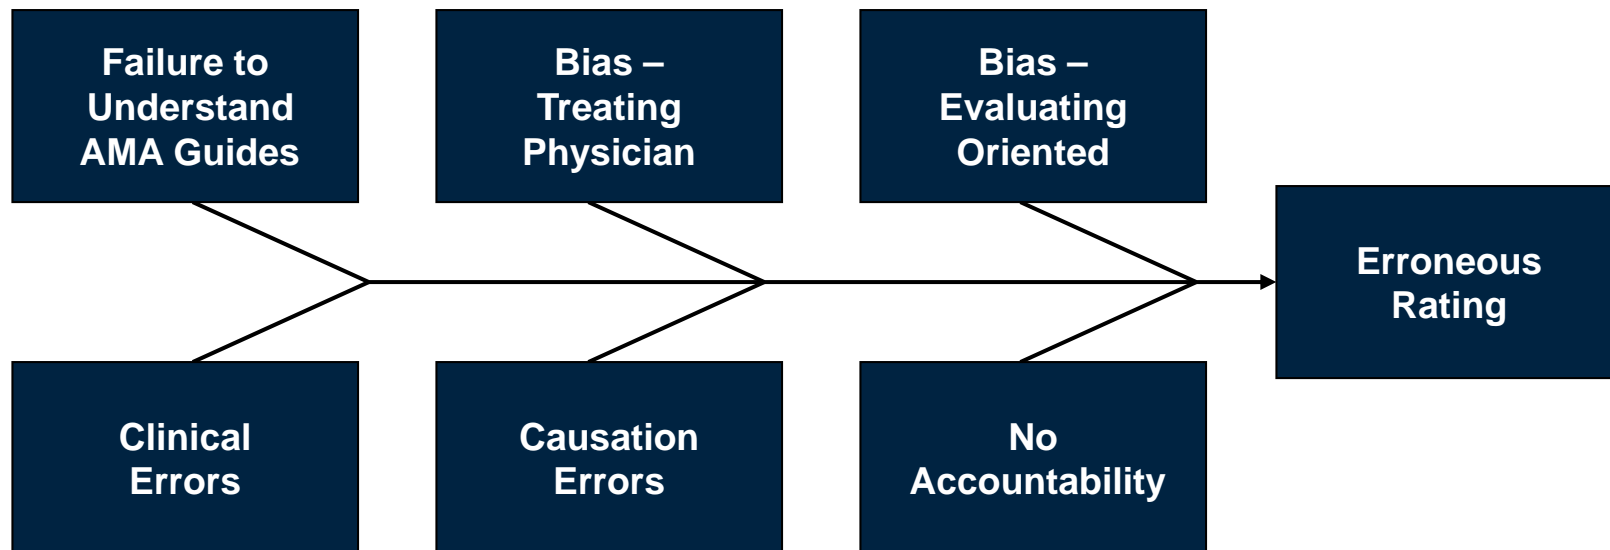 Failure to
Understand
AMA Guides
Bias –
Treating
Physician
Bias –
Evaluating
Oriented
Erroneous
Rating
Clinical
Errors
Causation
Errors
No
Accountability